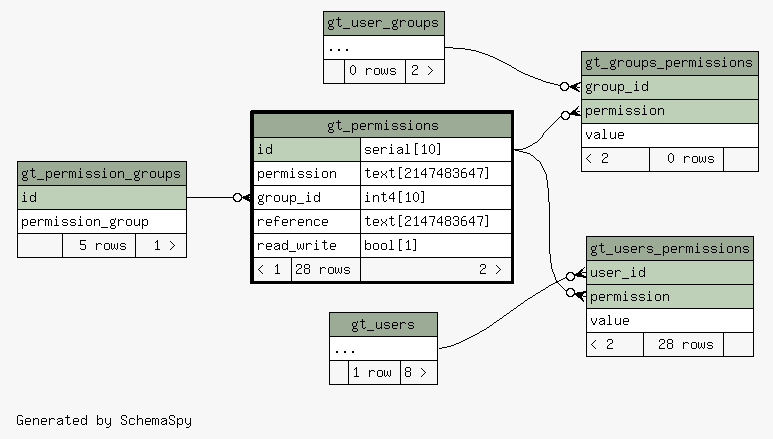 gt_user_groups
...
0 rows 2 >
gt_groups_permissions
group_id
permission
value
< 2 0 rows
gt_permissions
id serial[10]
permission text[2147483647]
group_id int4[10]
reference text[2147483647]
read_write bool[1]
< 1 28 rows 2 >
gt_permission_groups
id
permission_group
5 rows 1 >
gt_users_permissions
user_id
permission
value
< 2 28 rows
gt_users
...
1 row 8 >
Generated by SchemaSpy